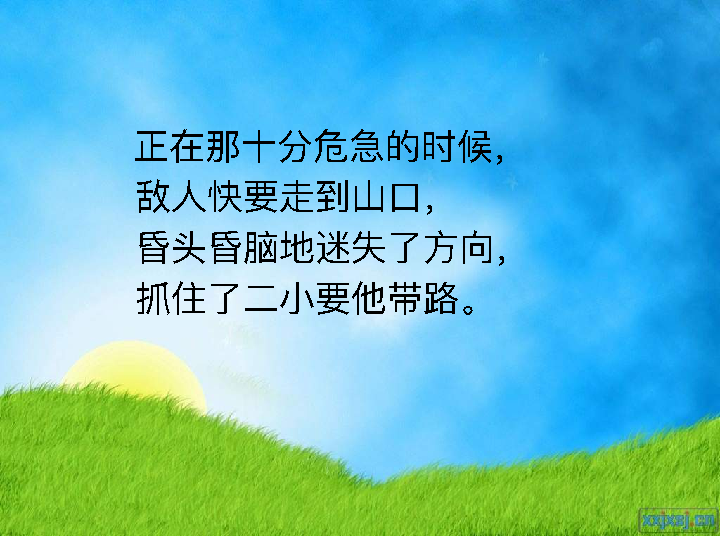 正在那十分危急的时候，
敌人快要走到山口，
昏头昏脑地迷失了方向，
抓住了二小要他带路。
xxjxsj.cn